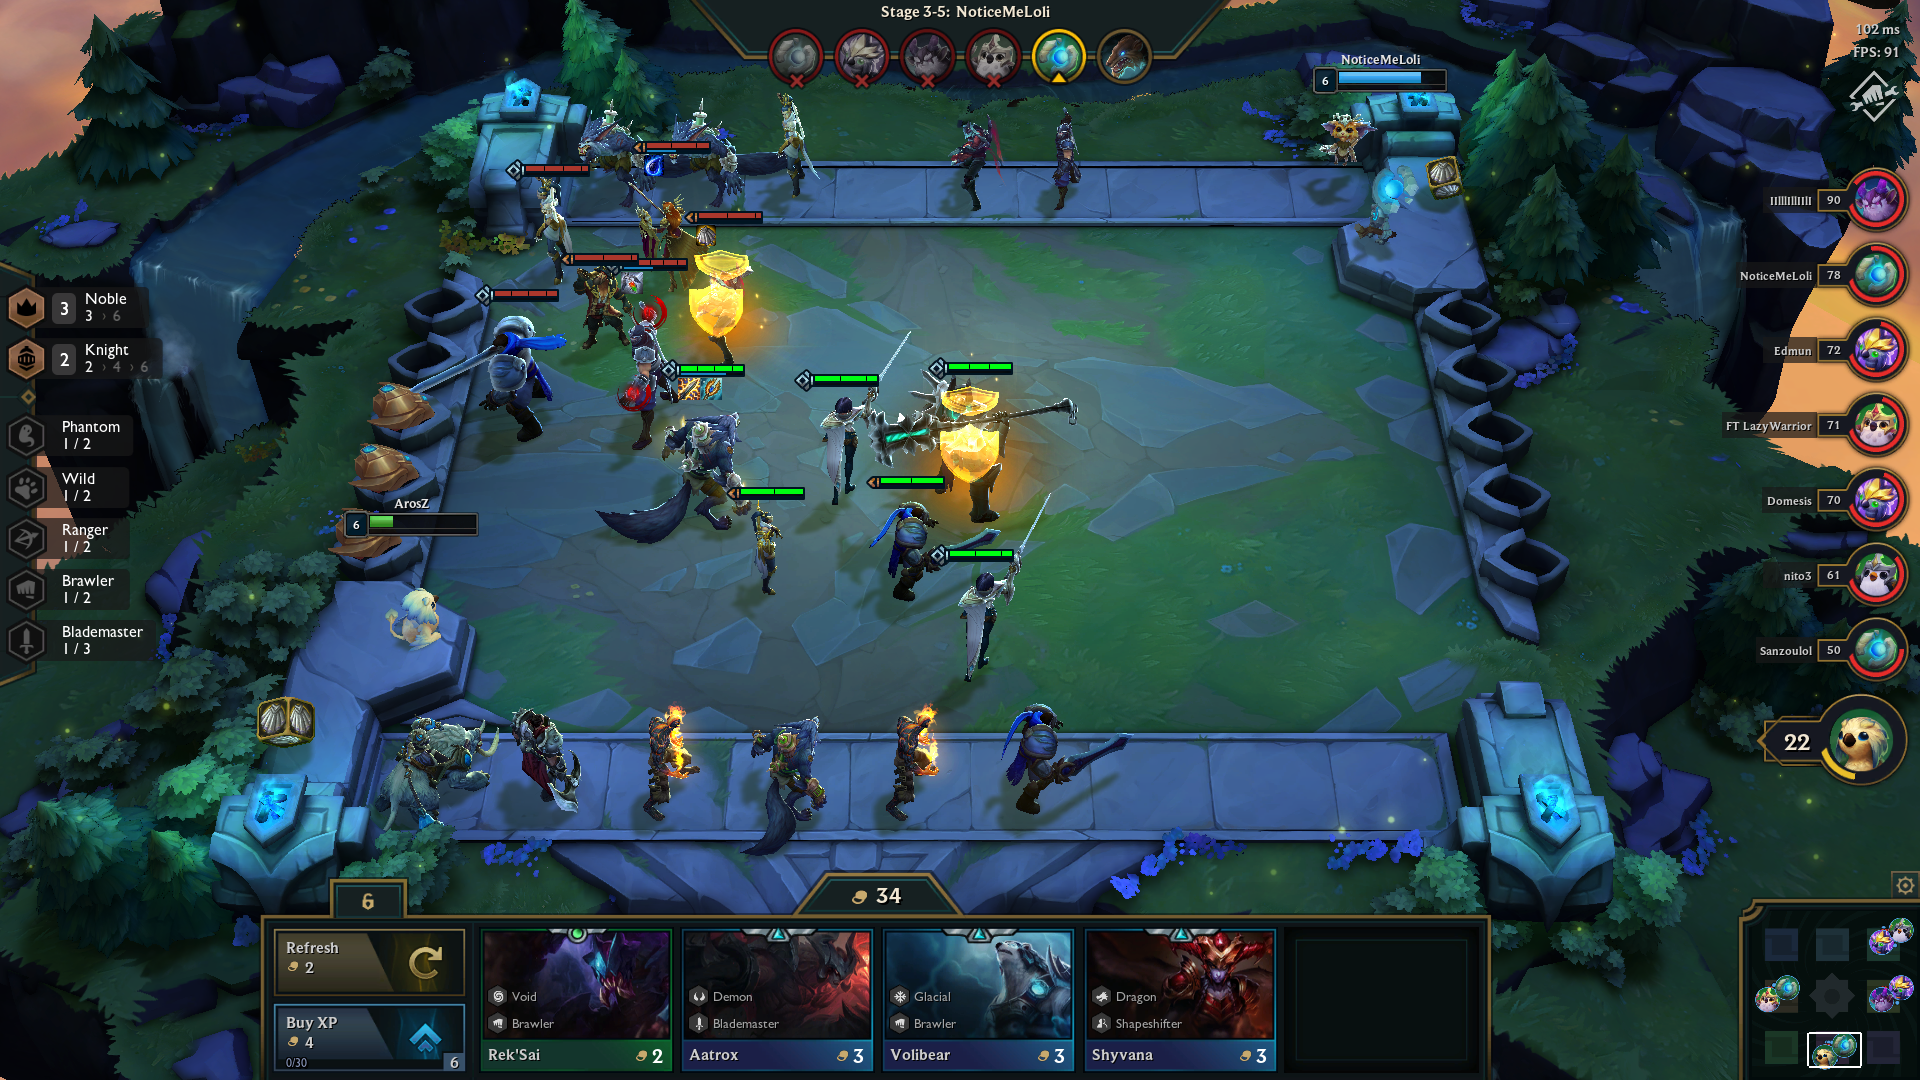 Stage 3-5: NoticeMeLoli
102 ms
FPS: 91
NoticeMeLoli
6
90
NoticeMeLoli 78
Edmun 72
FT LazyWarrior 71
Domesis 70
nito3 61
Sanzoulol 50
22
3 Noble
3 › 6
2 Knight
2 › 4 › 6
Phantom
1 / 2
Wild
1 / 2
Ranger
1 / 2
Brawler
1 / 2
Blademaster
1 / 3
ArosZ
6
6
34
Refresh
2
Buy XP
4
0/30
6
Void
Brawler
Rek'Sai 2
Demon
Blademaster
Aatrox 3
Glacial
Brawler
Volibear 3
Dragon
Shapeshifter
Shyvana 3